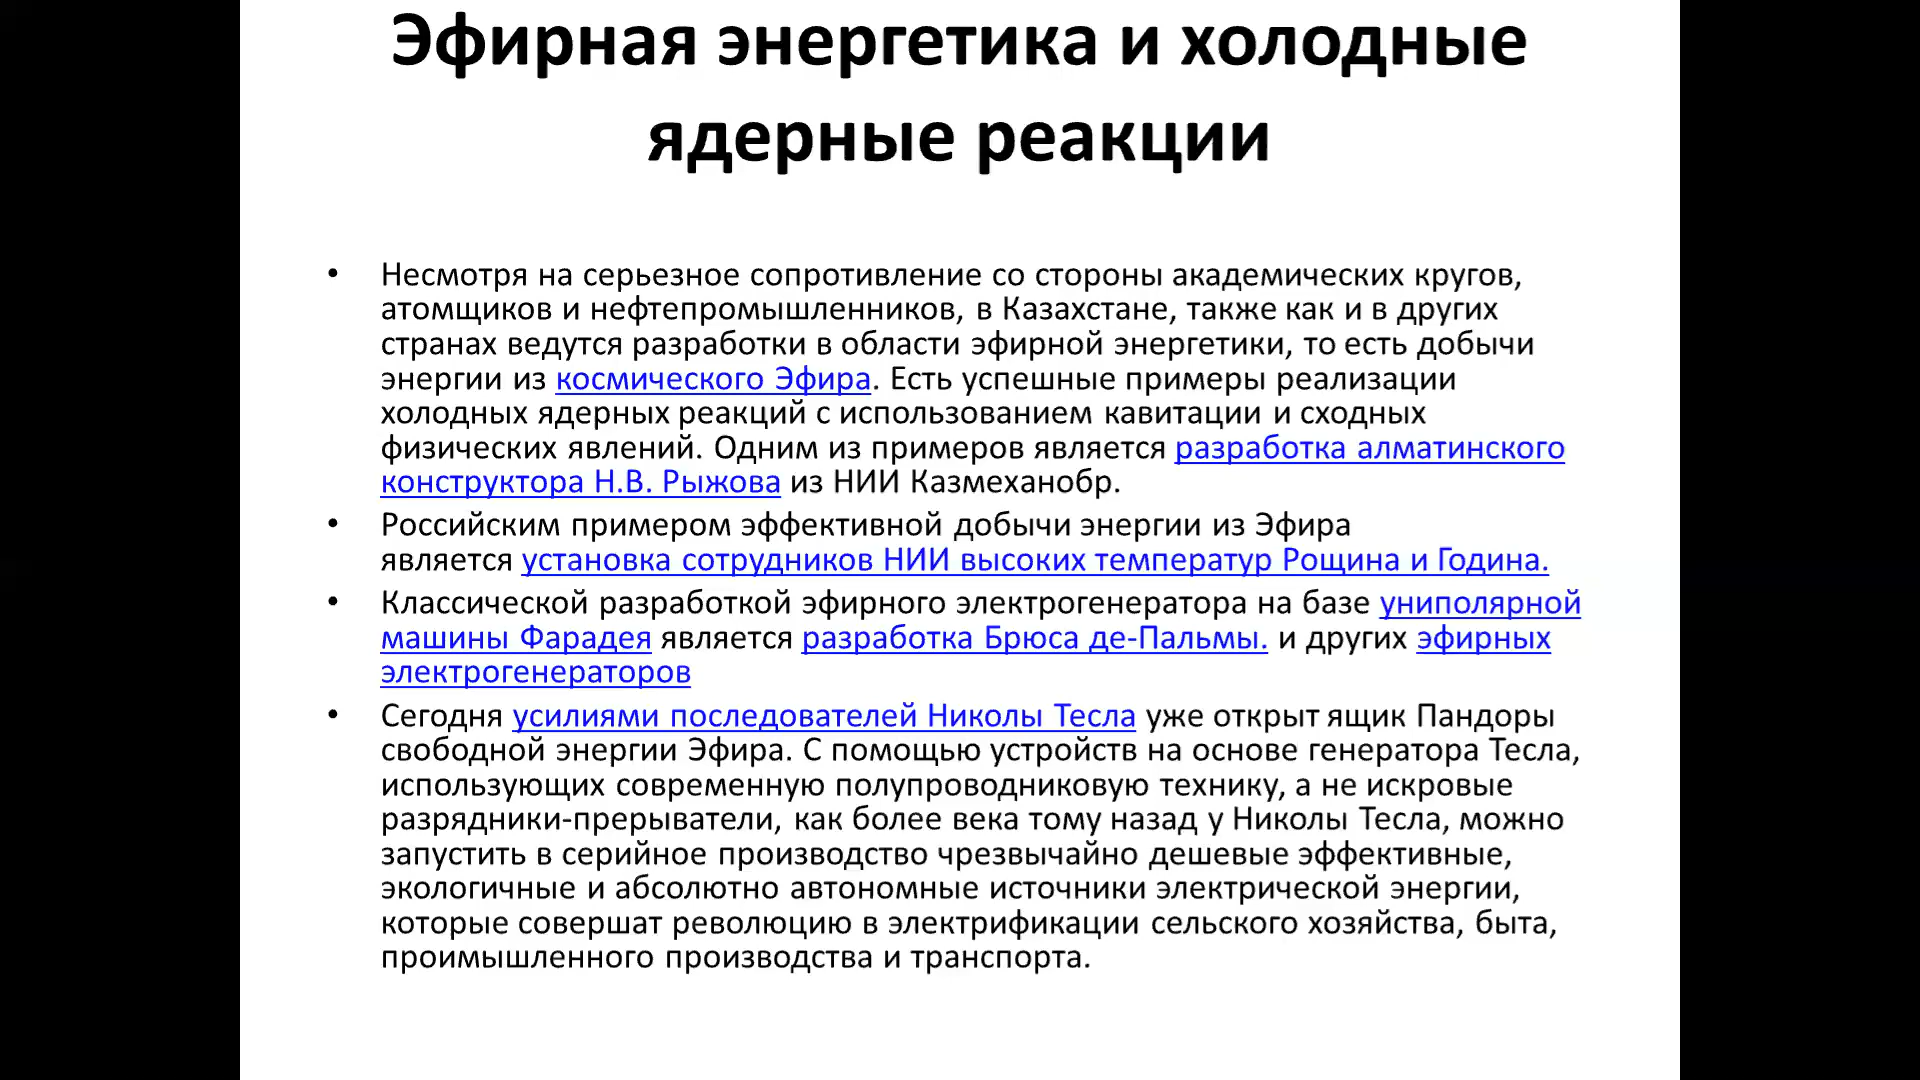 Эфирная энергетика и холодные
ядерные реакции
• Несмотря на серьезное сопротивление со стороны академических кругов,
атомщиков и нефтепромышленников, в Казахстане, также как и в других
странах ведутся разработки в области эфирной энергетики, то есть добычи
энергии из космического Эфира. Есть успешные примеры реализации
холодных ядерных реакций с использованием кавитации и сходных
физических явлений. Одним из примеров является разработка алматинского
конструктора Н.В. Рыжова из НИИ Казмеханобр.
• Российским примером эффективной добычи энергии из Эфира
является установка сотрудников НИИ высоких температур Рощина и Година.
• Классической разработкой эфирного электрогенератора на базе униполярной
машины Фарадея является разработка Брюса де-Пальмы. и других эфирных
электрогенераторов
• Сегодня усилиями последователей Николы Тесла уже открыт ящик Пандоры
свободной энергии Эфира. С помощью устройств на основе генератора Тесла,
использующих современную полупроводниковую технику, а не искровые
разрядники-прерыватели, как более века тому назад у Николы Тесла, можно
запустить в серийное производство чрезвычайно дешевые эффективные,
экологичные и абсолютно автономные источники электрической энергии,
которые совершат революцию в электрификации сельского хозяйства, быта,
проимышленного производства и транспорта.